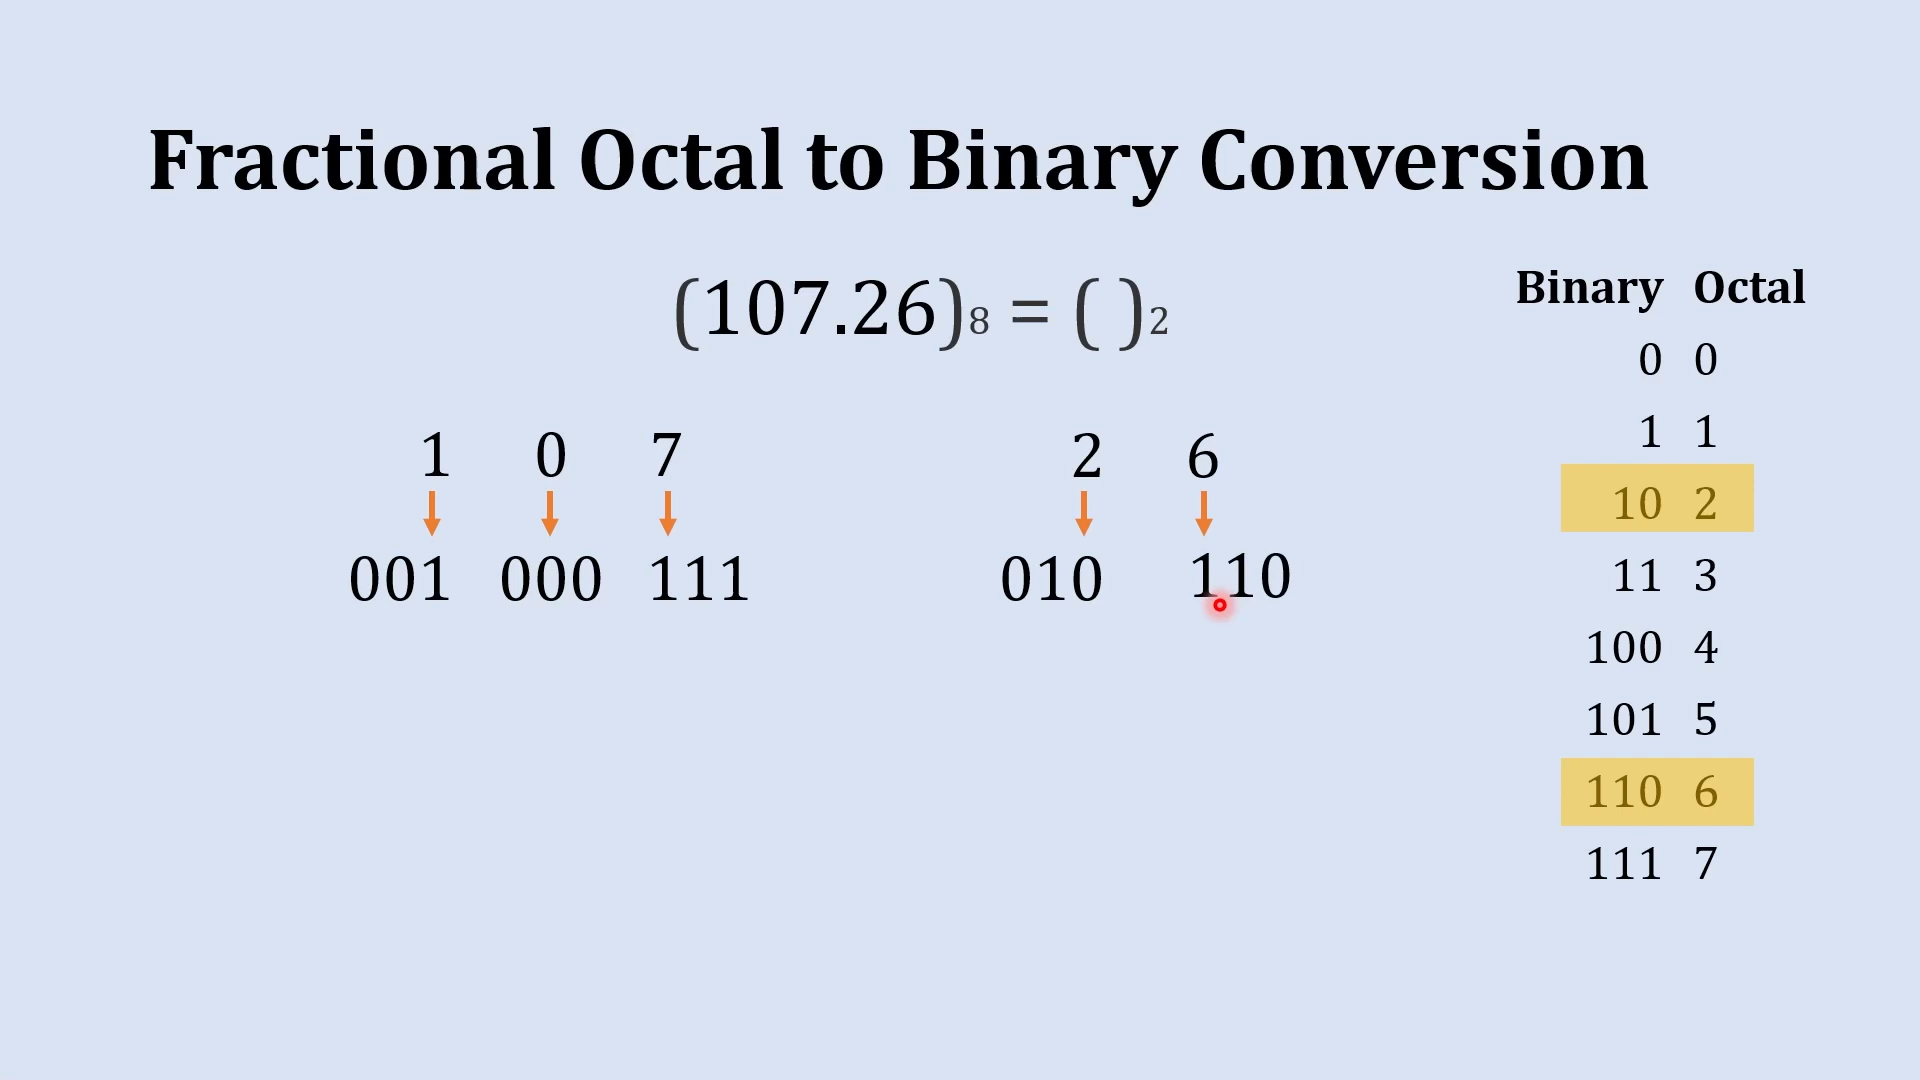 Fractional Octal to Binary Conversion
(107.26)₈ = ( )₂
1 0 7 2 6
001 000 111 010 110
Binary Octal
0 0
1 1
10 2
11 3
100 4
101 5
110 6
111 7